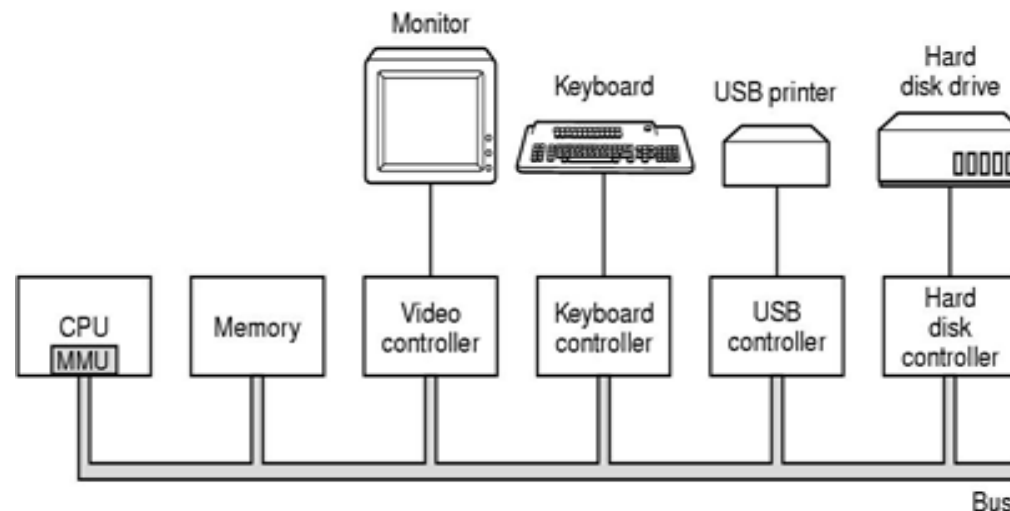 Monitor
Keyboard
USB printer
Hard
disk drive
CPU
MMU
Memory
Video
controller
Keyboard
controller
USB
controller
Hard
disk
controller
Bus